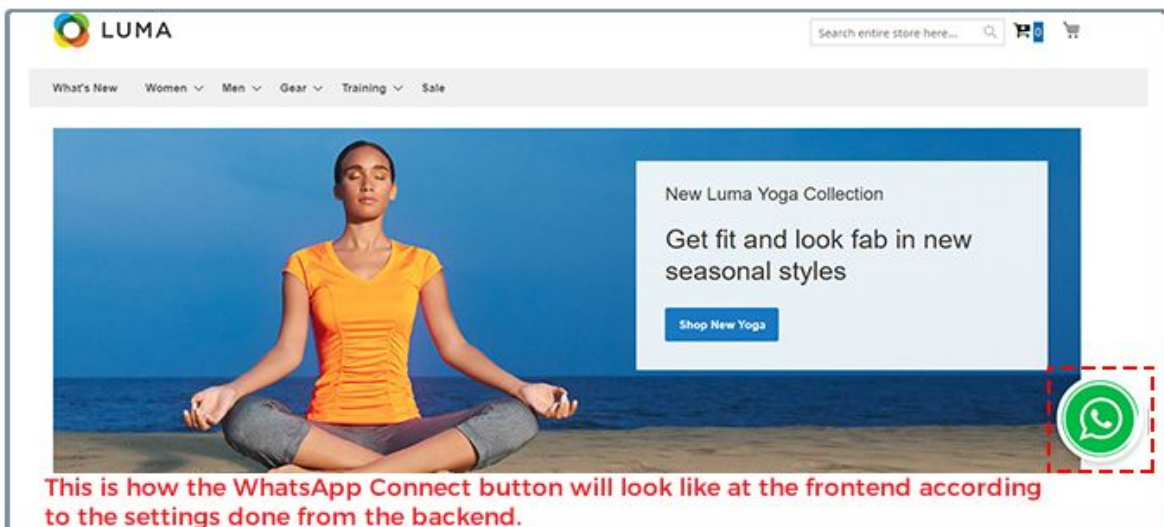 LUMA
Search entire store here...
0
What's New Women Men Gear Training Sale
New Luma Yoga Collection
Get fit and look fab in new
seasonal styles
Shop New Yoga
This is how the WhatsApp Connect button will look like at the frontend according
to the settings done from the backend.